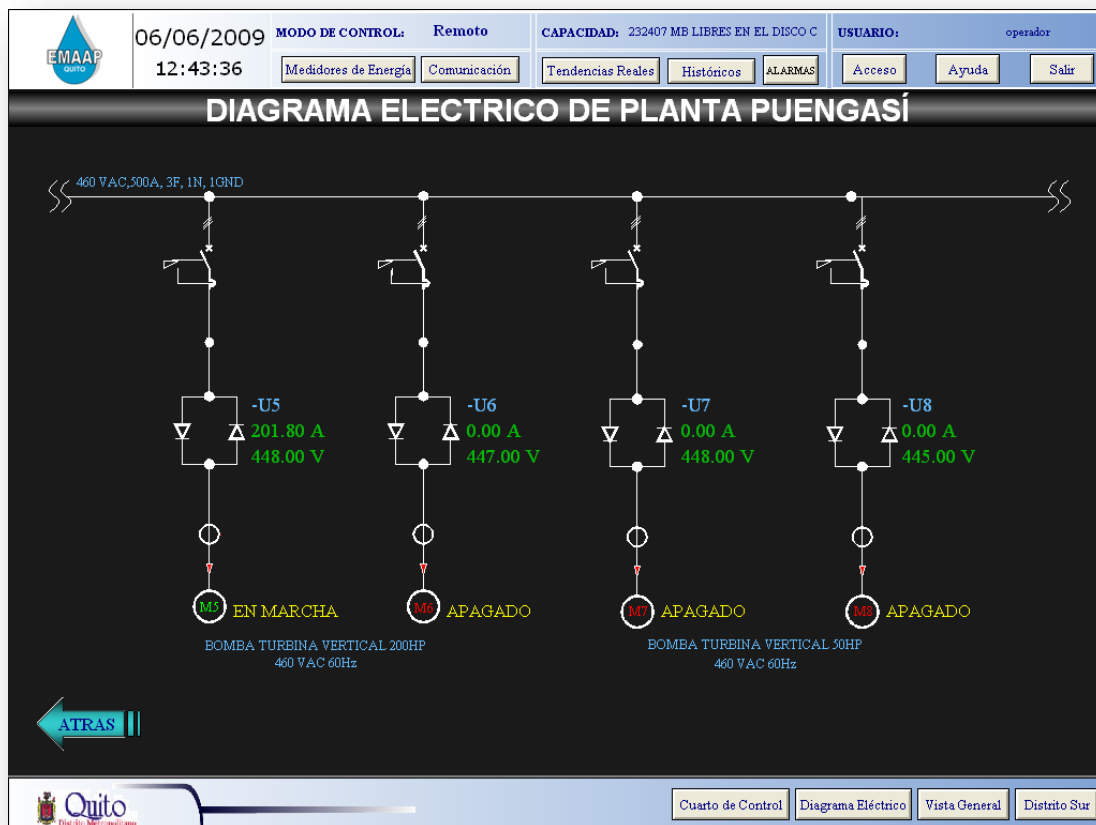 EMAAP
QUITO
06/06/2009
12:43:36
MODO DE CONTROL: Remoto
Medidores de Energía
Comunicación
CAPACIDAD: 232407 MB LIBRES EN EL DISCO C
Tendencias Reales
Históricos
ALARMAS
USUARIO: operador
Acceso
Ayuda
Salir
DIAGRAMA ELECTRICO DE PLANTA PUENGASÍ
460 VAC,500A, 3F, 1N, 1GND
-U5
201.80 A
448.00 V
-U6
0.00 A
447.00 V
-U7
0.00 A
448.00 V
-U8
0.00 A
445.00 V
M5 EN MARCHA
M6 APAGADO
M7 APAGADO
M8 APAGADO
BOMBA TURBINA VERTICAL 200HP
460 VAC 60Hz
BOMBA TURBINA VERTICAL 50HP
460 VAC 60Hz
ATRAS
Quito
Distrito Metropolitano
Cuarto de Control
Diagrama Eléctrico
Vista General
Distrito Sur